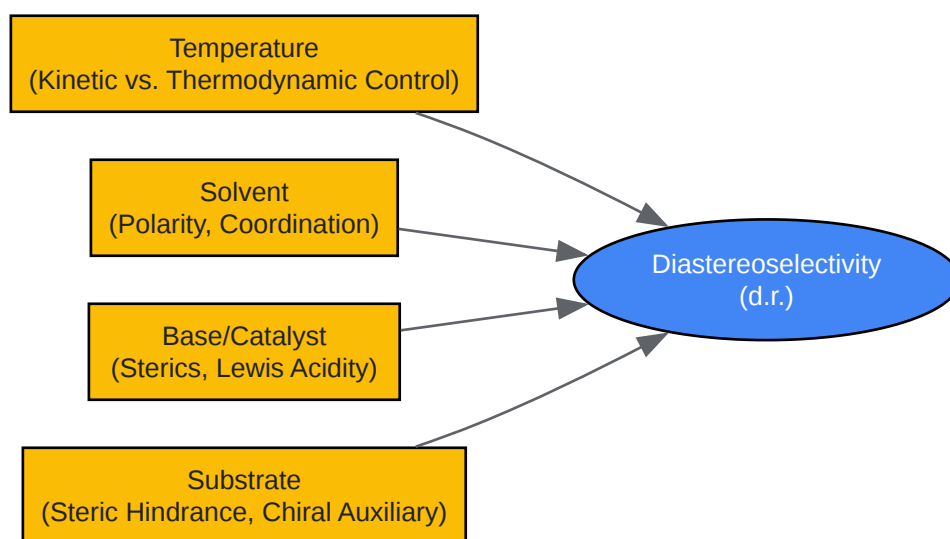 Temperature
(Kinetic vs. Thermodynamic Control)
Solvent
(Polarity, Coordination)
Base/Catalyst
(Sterics, Lewis Acidity)
Substrate
(Steric Hindrance, Chiral Auxiliary)
Diastereoselectivity
(d.r.)